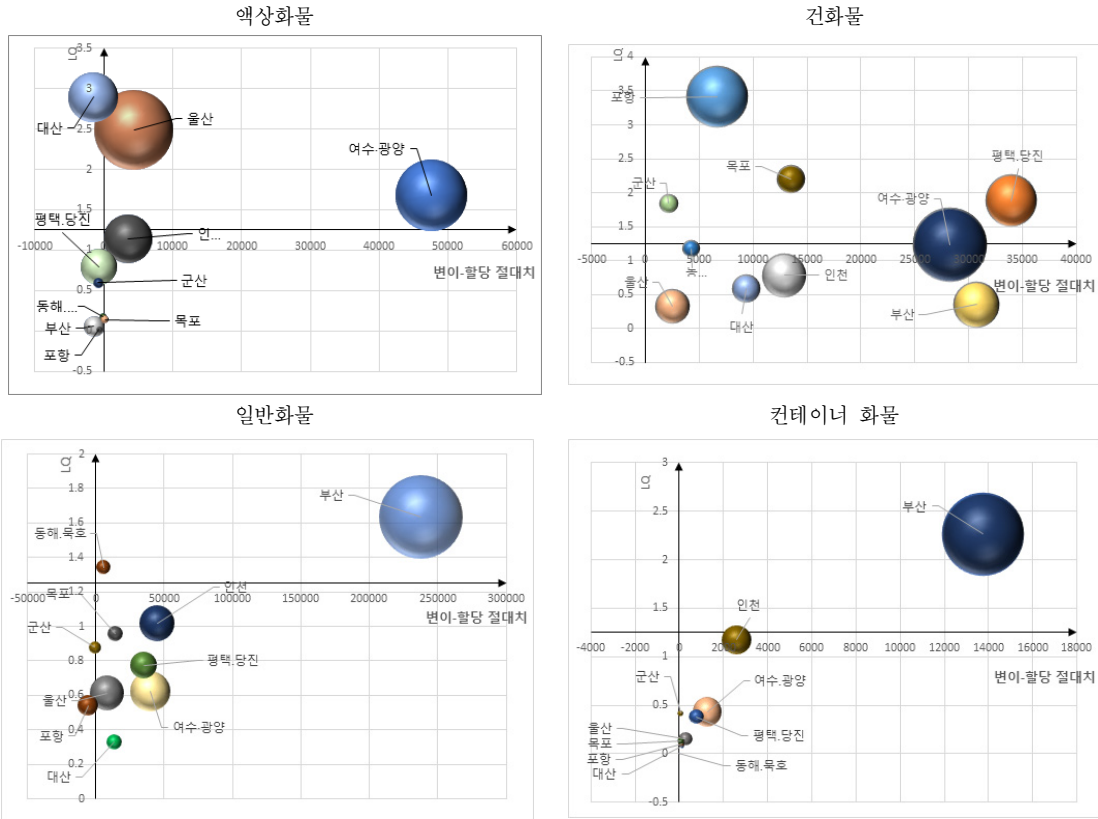 액상화물
LQ
3.5
3
2.5
2
1.5
1
0.5
-0.5
-10000 0 10000 20000 30000 40000 50000 60000
변이-할당 절대치
대산
울산
여수·광양
평택.당진
인...
군산
동해....
목포
부산
포항
건화물
LQ
4
3.5
3
2.5
2
1.5
1
0.5
0
-0.5
-5000 0 5000 10000 15000 20000 25000 30000 35000 40000
변이-할당 절대치
포항
목포
평택.당진
군산
여수·광양
울산
인천
대산
부산
일반화물
LQ
2
1.8
1.6
1.4
1.2
1
0.8
0.6
0.4
0.2
0
-50000 0 50000 100000 150000 200000 250000 300000
변이-할당 절대치
부산
동해.묵호
목포
인천
군산
평택.당진
울산
여수·광양
포항
대산
컨테이너 화물
LQ
3
2.5
2
1.5
1
0.5
0
-0.5
-4000 -2000 0 2000 4000 6000 8000 10000 12000 14000 16000 18000
변이-할당 절대치
부산
인천
군산
여수·광양
울산
평택.당진
목포
포항
대산
동해.묵호